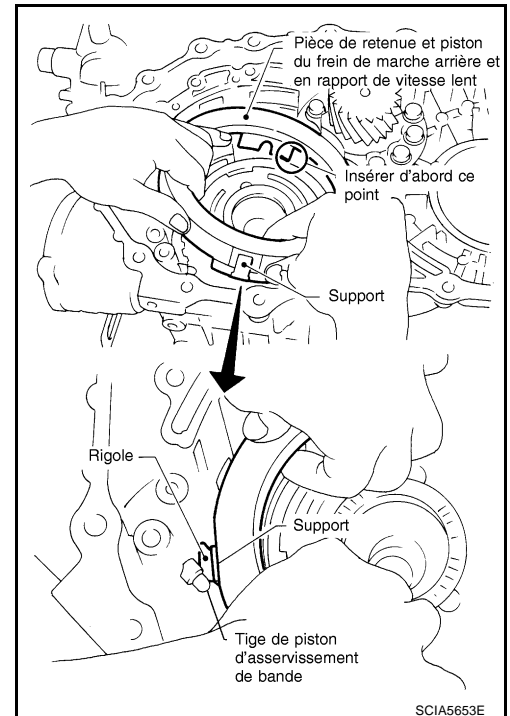 Pièce de retenue et piston
du frein de marche arrière et
en rapport de vitesse lent
Insérer d'abord ce
point
Support
Rigole
Support
Tige de piston
d'asservissement
de bande
SCIA5653E